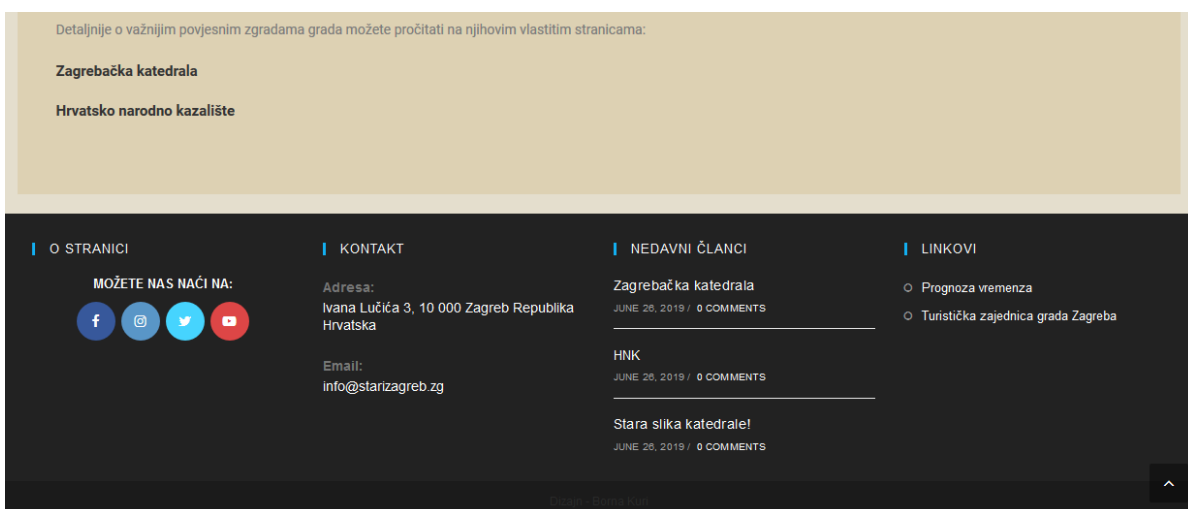 Detaljnije o važnijim povjesnim zgradama grada možete pročitati na njihovim vlastitim stranicama:
Zagrebačka katedrala
Hrvatsko narodno kazalište
O STRANICI
MOŽETE NAS NAĆI NA:
KONTAKT
Adresa:
Ivana Lučića 3, 10 000 Zagreb Republika
Hrvatska
Email:
info@starizagreb.zg
NEDAVNI ČLANCI
Zagrebačka katedrala
JUNE 26, 2019 / 0 COMMENTS
HNK
JUNE 26, 2019 / 0 COMMENTS
Stara slika katedrale!
JUNE 26, 2019 / 0 COMMENTS
LINKOVI
Prognoza vremenza
Turistička zajednica grada Zagreba
Dizajn - Borna